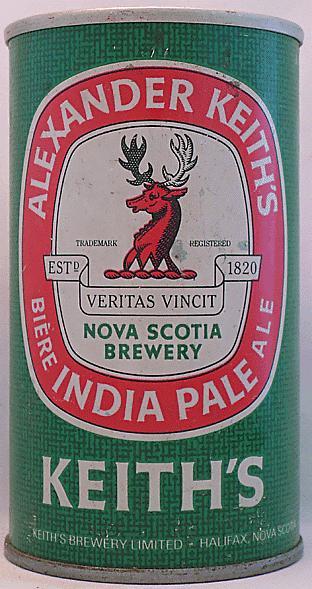 ALEXANDER KEITH'S
TRADEMARK REGISTERED
ESTD 1820
VERITAS VINCIT
NOVA SCOTIA
BREWERY
BIÈRE INDIA PALE ALE
KEITH'S
KEITH'S BREWERY LIMITED - HALIFAX, NOVA SCOTIA